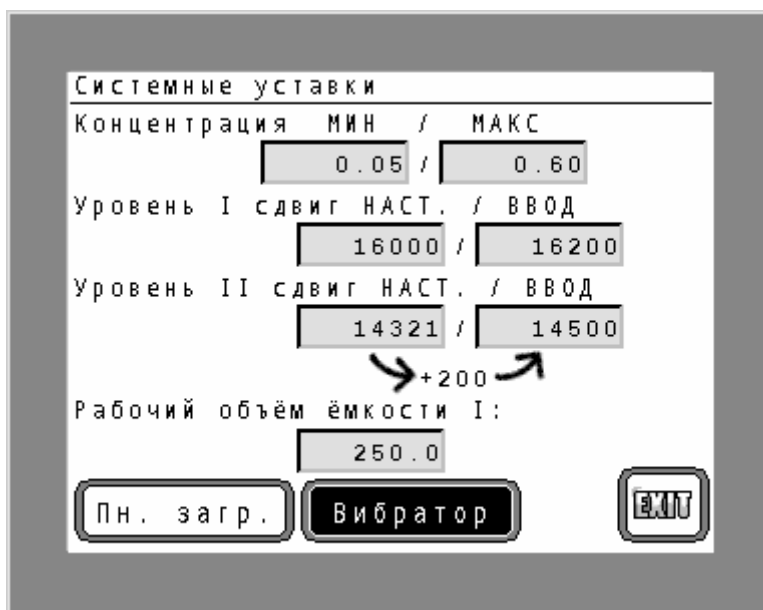 Системные уставки
Концентрация МИН / МАКС
0.05 / 0.60
Уровень I сдвиг НАСТ. / ВВОД
16000 / 16200
Уровень II сдвиг НАСТ. / ВВОД
14321 / 14500
+200
Рабочий объём ёмкости I:
250.0
Пн. загр. Вибратор EXIT